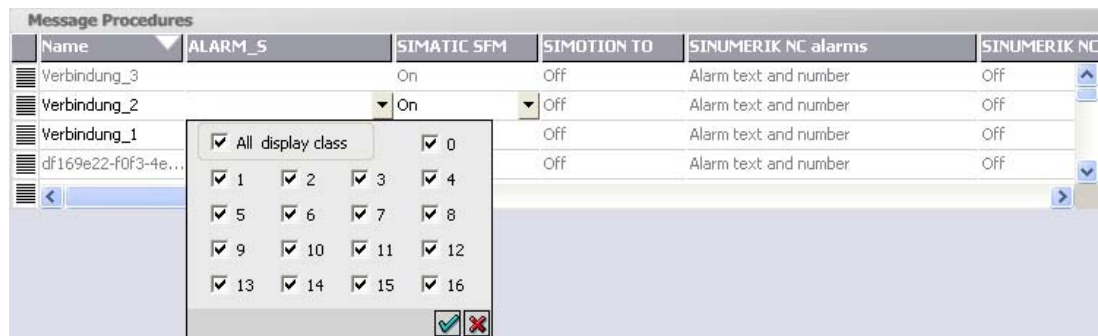 Message Procedures
Name ALARM_S SIMATIC SFM SIMOTION TO SINUMERIK NC alarms SINUMERIK NC
Verbindung_3 On Off Alarm text and number Off
Verbindung_2 On Off Alarm text and number Off
Verbindung_1 Off Alarm text and number Off
df169e22-f0f3-4e... Off Alarm text and number Off
All display class 0
1 2 3 4
5 6 7 8
9 10 11 12
13 14 15 16